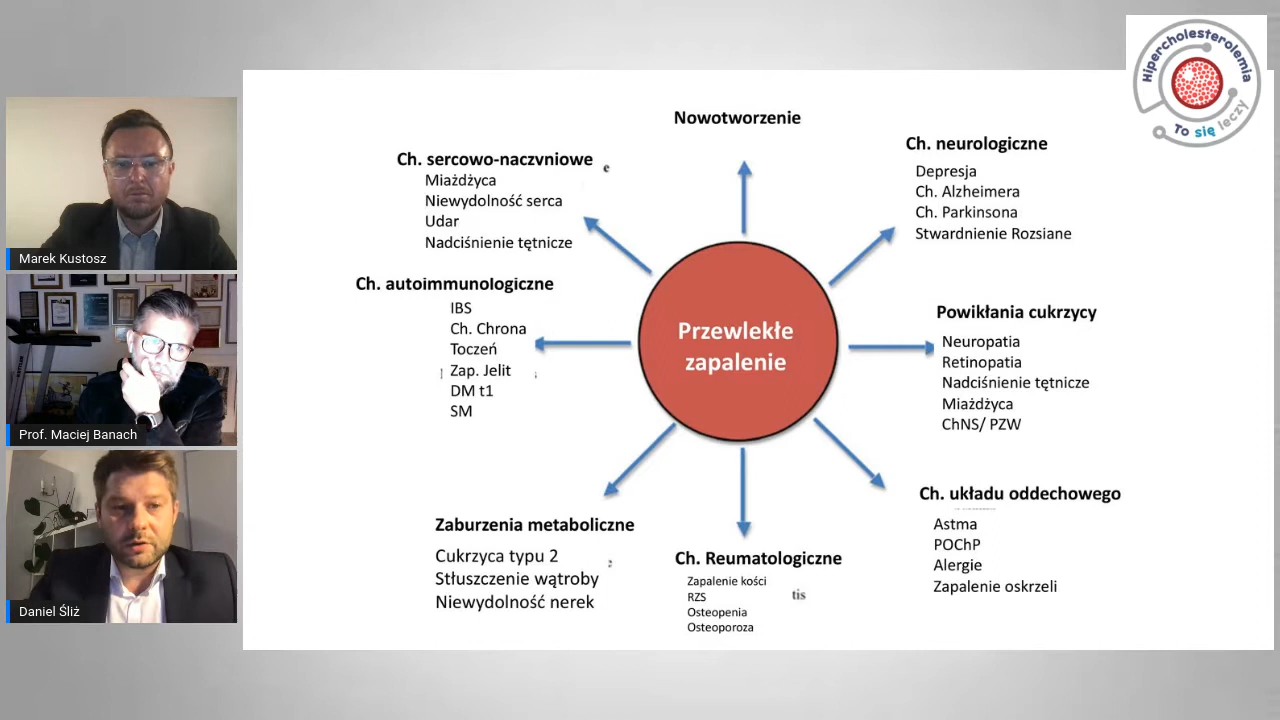 Hipercholesterolemia
To się leczy
Marek Kustosz
Prof. Maciej Banach
Daniel Śliż
Nowotworzenie
Ch. sercowo-naczyniowe
e
Miażdżyca
Niewydolność serca
Udar
Nadciśnienie tętnicze
Ch. neurologiczne
Depresja
Ch. Alzheimera
Ch. Parkinsona
Stwardnienie Rozsiane
Ch. autoimmunologiczne
IBS
Ch. Chrona
Toczeń
Zap. Jelit
DM t1
SM
Przewlekłe
zapalenie
Powikłania cukrzycy
Neuropatia
Retinopatia
Nadciśnienie tętnicze
Miażdżyca
ChNS/ PZW
Zaburzenia metaboliczne
Cukrzyca typu 2
Stłuszczenie wątroby
Niewydolność nerek
Ch. Reumatologiczne
Zapalenie kości
RZS
tis
Osteopenia
Osteoporoza
Ch. układu oddechowego
Astma
POChP
Alergie
Zapalenie oskrzeli